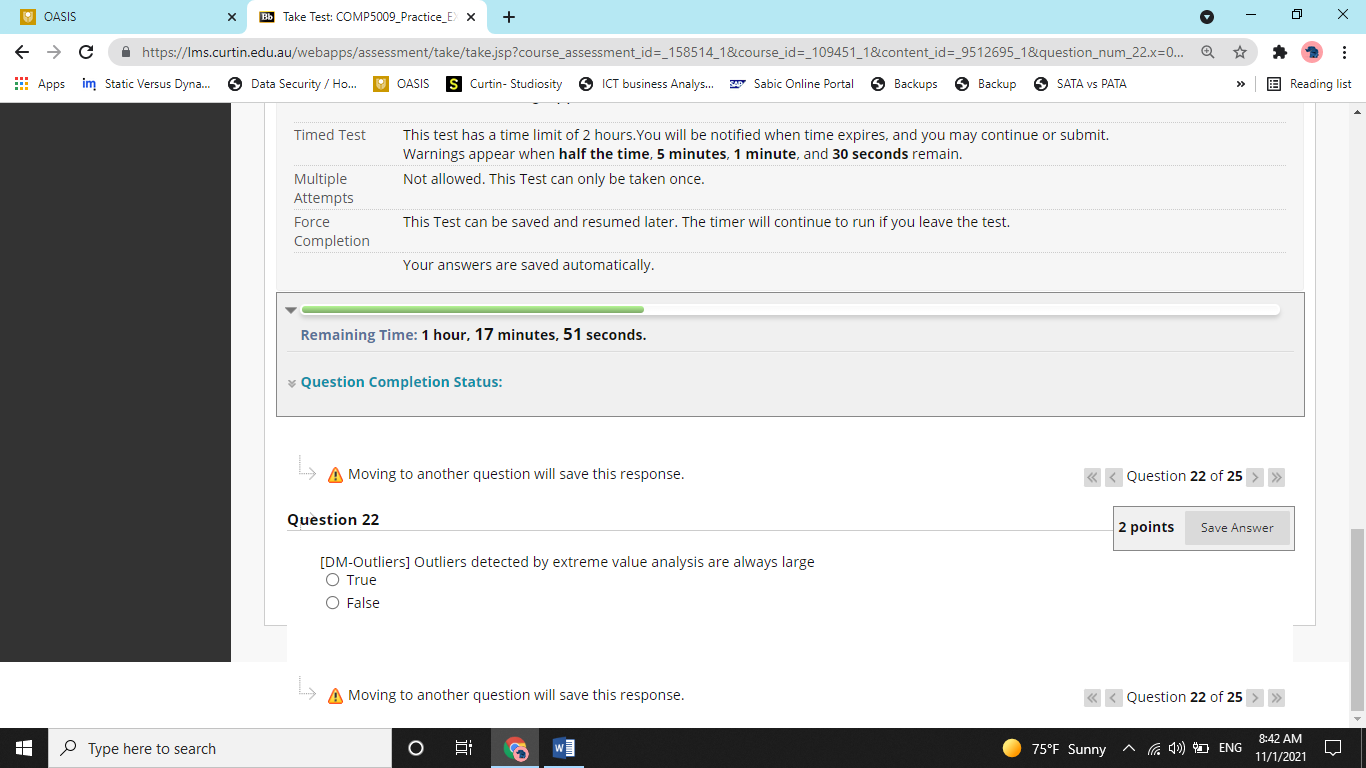 OASIS
Bb Take Test: COMP5009_Practice_E
https://lms.curtin.edu.au/webapps/assessment/take/take.jsp?course_assessment_id=_158514_1&course_id=_109451_1&content_id=_9512695_1&question_num_22.x=0...
Apps im Static Versus Dyna... Data Security / Ho... OASIS S Curtin- Studiosity ICT business Analys... SAP Sabic Online Portal Backups Backup SATA vs PATA » Reading list
Timed Test This test has a time limit of 2 hours.You will be notified when time expires, and you may continue or submit.
Warnings appear when half the time, 5 minutes, 1 minute, and 30 seconds remain.
Multiple Attempts Not allowed. This Test can only be taken once.
Force Completion This Test can be saved and resumed later. The timer will continue to run if you leave the test.
Your answers are saved automatically.
Remaining Time: 1 hour, 17 minutes, 51 seconds.
Question Completion Status:
Moving to another question will save this response.
Question 22 of 25
Question 22
2 points Save Answer
[DM-Outliers] Outliers detected by extreme value analysis are always large
True
False
Moving to another question will save this response.
Question 22 of 25
Type here to search
75°F Sunny
ENG
8:42 AM
11/1/2021